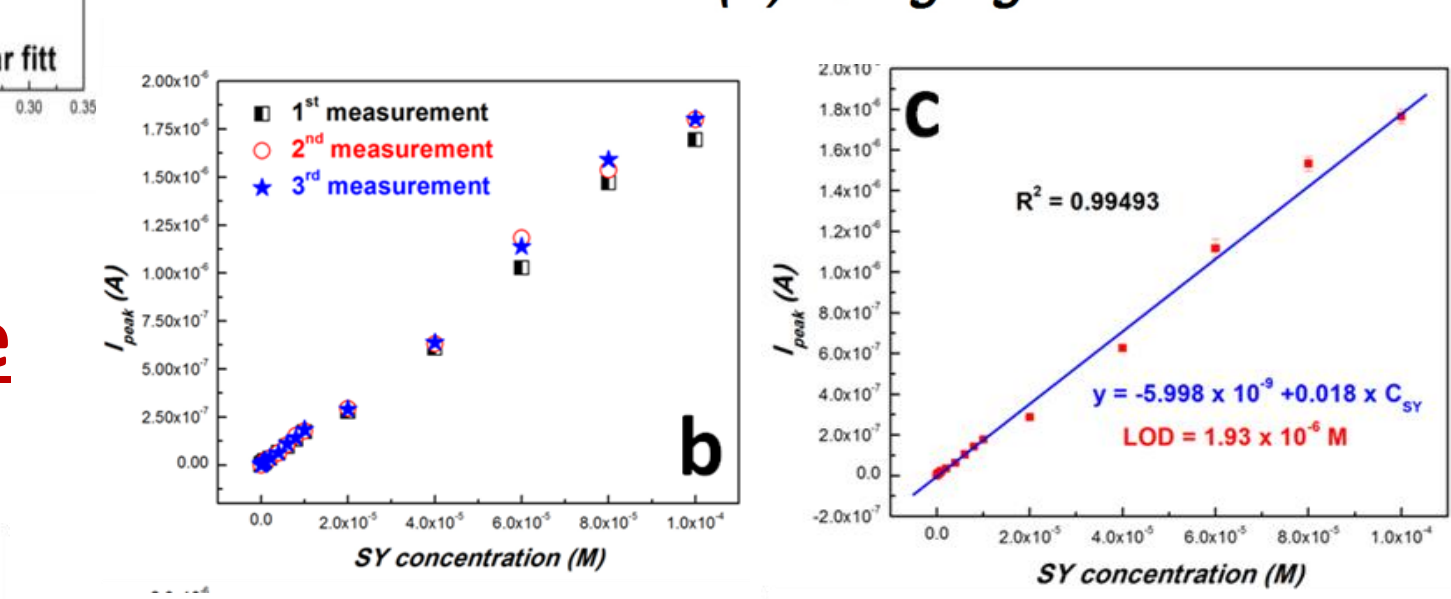 fitt
0.30 0.35
2.00x10⁻⁶
1.75x10⁻⁶
1.50x10⁻⁶
1.25x10⁻⁶
1.00x10⁻⁶
7.50x10⁻⁷
5.00x10⁻⁷
2.50x10⁻⁷
0.00
I_peak (A)
1st measurement
2nd measurement
3rd measurement
b
0.0 2.0x10⁻⁵ 4.0x10⁻⁵ 6.0x10⁻⁵ 8.0x10⁻⁵ 1.0x10⁻⁴
SY concentration (M)
1.8x10⁻⁶
1.6x10⁻⁶
1.4x10⁻⁶
1.2x10⁻⁶
1.0x10⁻⁶
8.0x10⁻⁷
6.0x10⁻⁷
4.0x10⁻⁷
2.0x10⁻⁷
0.0
-2.0x10⁻⁷
I_peak (A)
c
R² = 0.99493
y = -5.998 x 10⁻⁹ +0.018 x C_SY
LOD = 1.93 x 10⁻⁶ M
0.0 2.0x10⁻⁵ 4.0x10⁻⁵ 6.0x10⁻⁵ 8.0x10⁻⁵ 1.0x10⁻⁴
SY concentration (M)